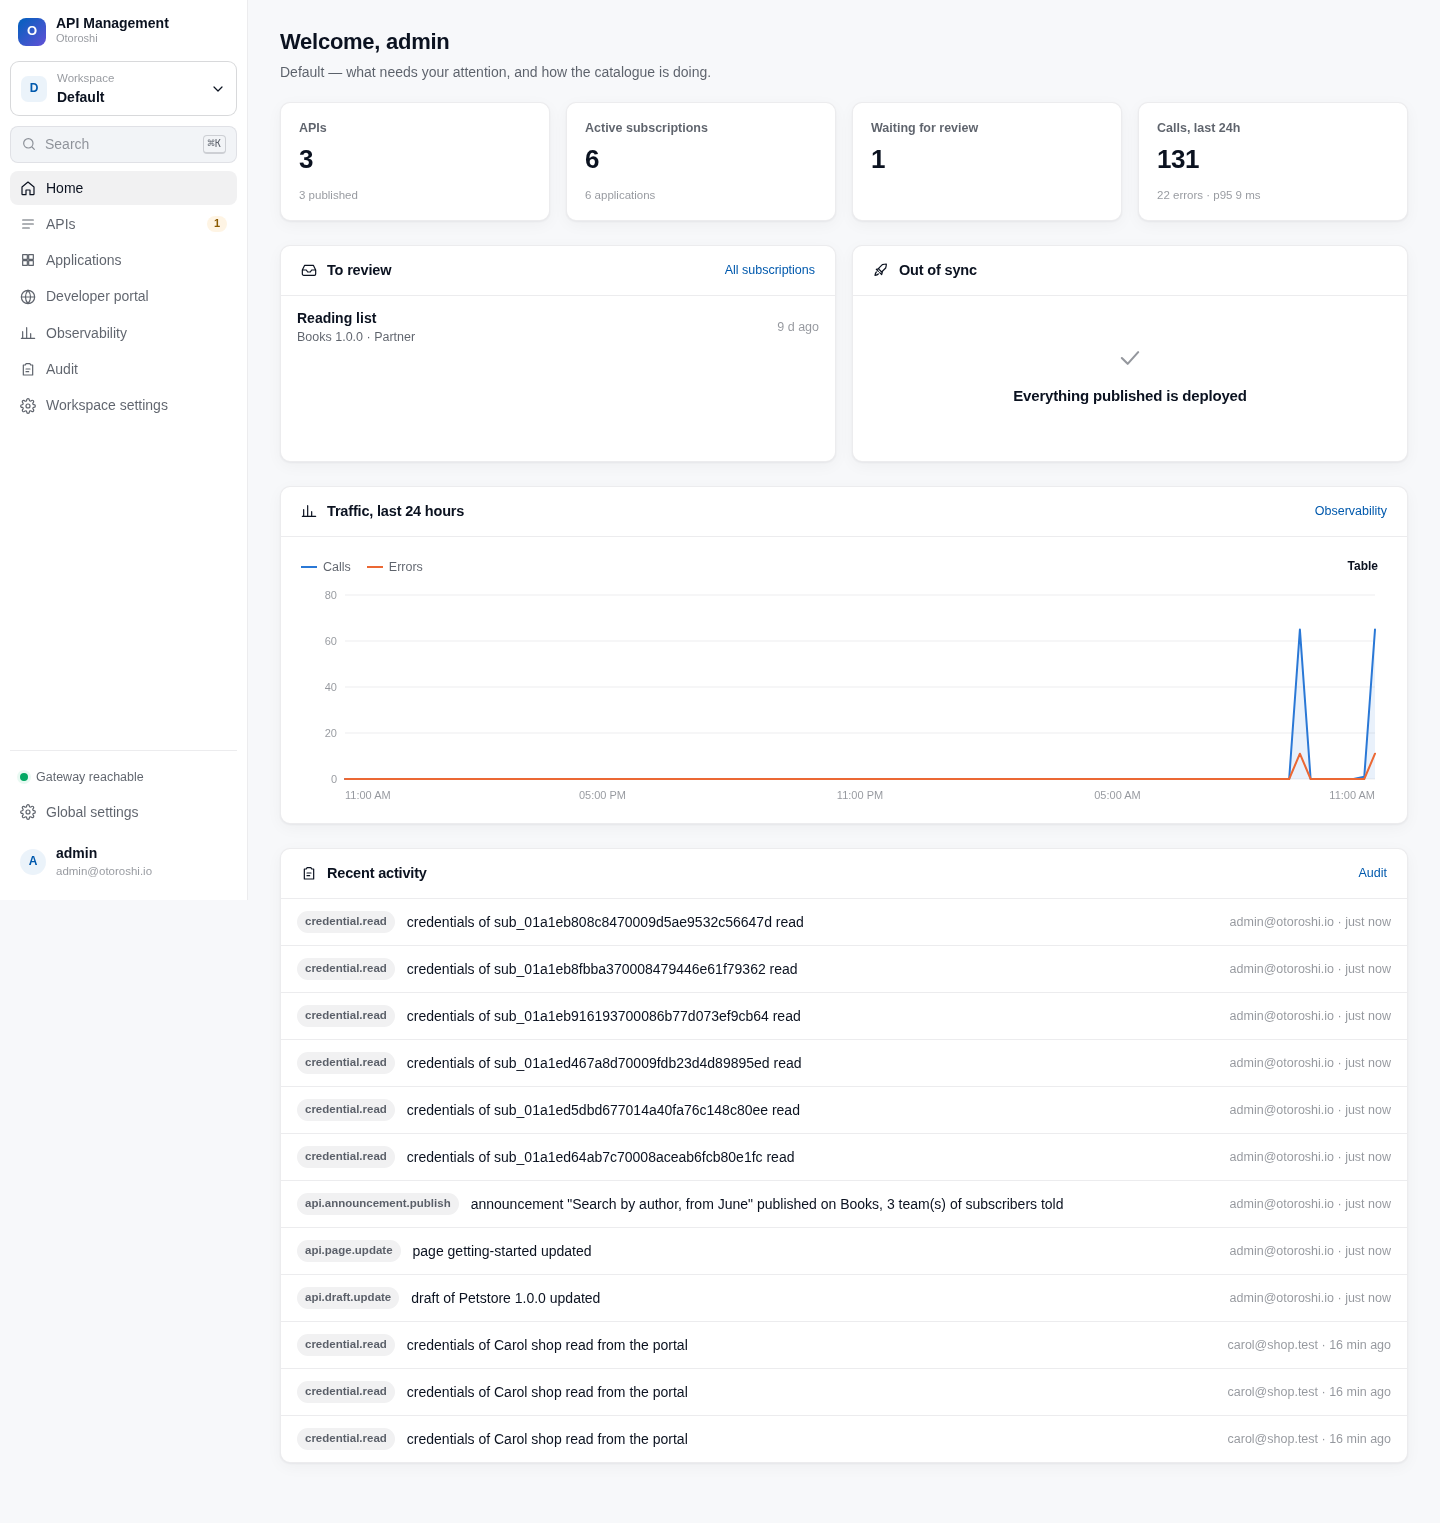 O
API Management
Otoroshi
D
Workspace
Default
Search
⌘K
Home
APIs
1
Applications
Developer portal
Observability
Audit
Workspace settings
Gateway reachable
Global settings
A
admin
admin@otoroshi.io
Welcome, admin
Default — what needs your attention, and how the catalogue is doing.
APIs
3
3 published
Active subscriptions
6
6 applications
Waiting for review
1
Calls, last 24h
131
22 errors · p95 9 ms
To review
All subscriptions
Reading list
Books 1.0.0 · Partner
9 d ago
Out of sync
Everything published is deployed
Traffic, last 24 hours
Observability
Calls
Errors
Table
80
60
40
20
0
11:00 AM
05:00 PM
11:00 PM
05:00 AM
11:00 AM
Recent activity
Audit
credential.read credentials of sub_01a1eb808c8470009d5ae9532c56647d read admin@otoroshi.io · just now
credential.read credentials of sub_01a1eb8fbba370008479446e61f79362 read admin@otoroshi.io · just now
credential.read credentials of sub_01a1eb916193700086b77d073ef9cb64 read admin@otoroshi.io · just now
credential.read credentials of sub_01a1ed467a8d70009fdb23d4d89895ed read admin@otoroshi.io · just now
credential.read credentials of sub_01a1ed5dbd677014a40fa76c148c80ee read admin@otoroshi.io · just now
credential.read credentials of sub_01a1ed64ab7c70008aceab6fcb80e1fc read admin@otoroshi.io · just now
api.announcement.publish announcement "Search by author, from June" published on Books, 3 team(s) of subscribers told admin@otoroshi.io · just now
api.page.update page getting-started updated admin@otoroshi.io · just now
api.draft.update draft of Petstore 1.0.0 updated admin@otoroshi.io · just now
credential.read credentials of Carol shop read from the portal carol@shop.test · 16 min ago
credential.read credentials of Carol shop read from the portal carol@shop.test · 16 min ago
credential.read credentials of Carol shop read from the portal carol@shop.test · 16 min ago